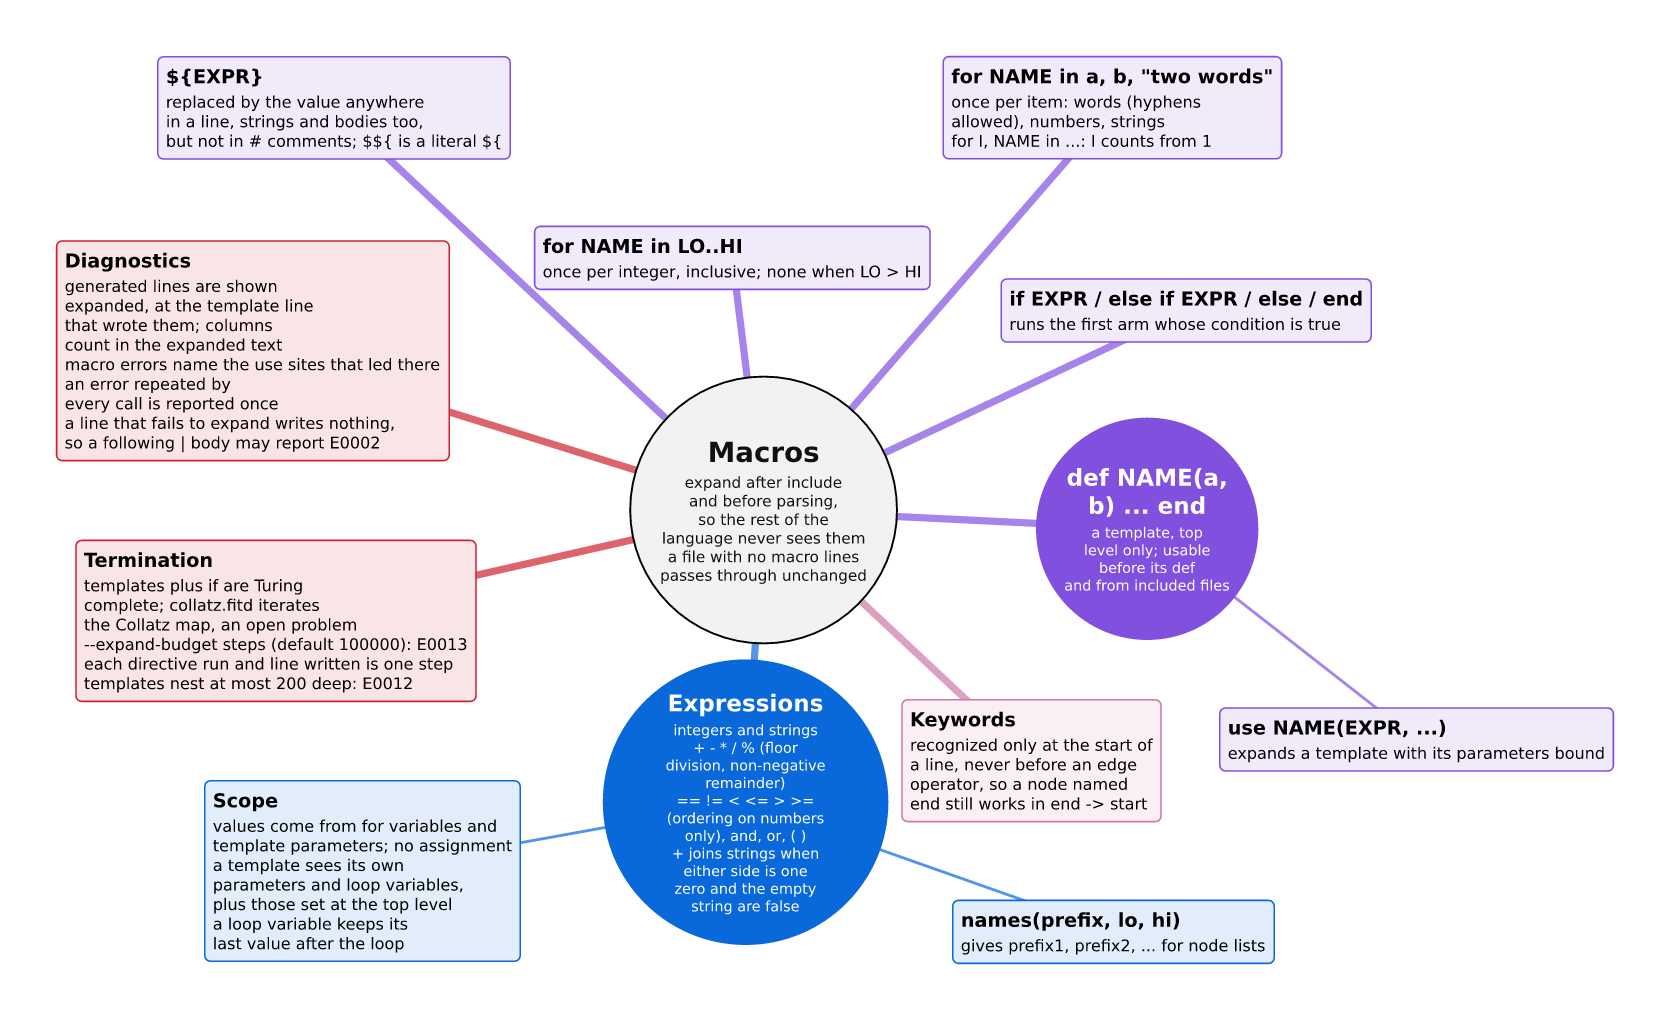 ${EXPR}
replaced by the value anywhere
in a line, strings and bodies too,
but not in # comments; $${ is a literal ${
for NAME in a, b, "two words"
once per item: words (hyphens
allowed), numbers, strings
for I, NAME in ...: I counts from 1
for NAME in LO..HI
once per integer, inclusive; none when LO > HI
Diagnostics
generated lines are shown
expanded, at the template line
that wrote them; columns
count in the expanded text
macro errors name the use sites that led there
an error repeated by
every call is reported once
a line that fails to expand writes nothing,
so a following | body may report E0002
if EXPR / else if EXPR / else / end
runs the first arm whose condition is true
Macros
expand after include
and before parsing,
so the rest of the
language never sees them
a file with no macro lines
passes through unchanged
def NAME(a,
b) ... end
a template, top
level only; usable
before its def
and from included files
Termination
templates plus if are Turing
complete; collatz.fitd iterates
the Collatz map, an open problem
--expand-budget steps (default 100000): E0013
each directive run and line written is one step
templates nest at most 200 deep: E0012
Expressions
integers and strings
+ - * / % (floor
division, non-negative
remainder)
== != < <= > >=
(ordering on numbers
only), and, or, ( )
+ joins strings when
either side is one
zero and the empty
string are false
Keywords
recognized only at the start of
a line, never before an edge
operator, so a node named
end still works in end -> start
use NAME(EXPR, ...)
expands a template with its parameters bound
Scope
values come from for variables and
template parameters; no assignment
a template sees its own
parameters and loop variables,
plus those set at the top level
a loop variable keeps its
last value after the loop
names(prefix, lo, hi)
gives prefix1, prefix2, ... for node lists